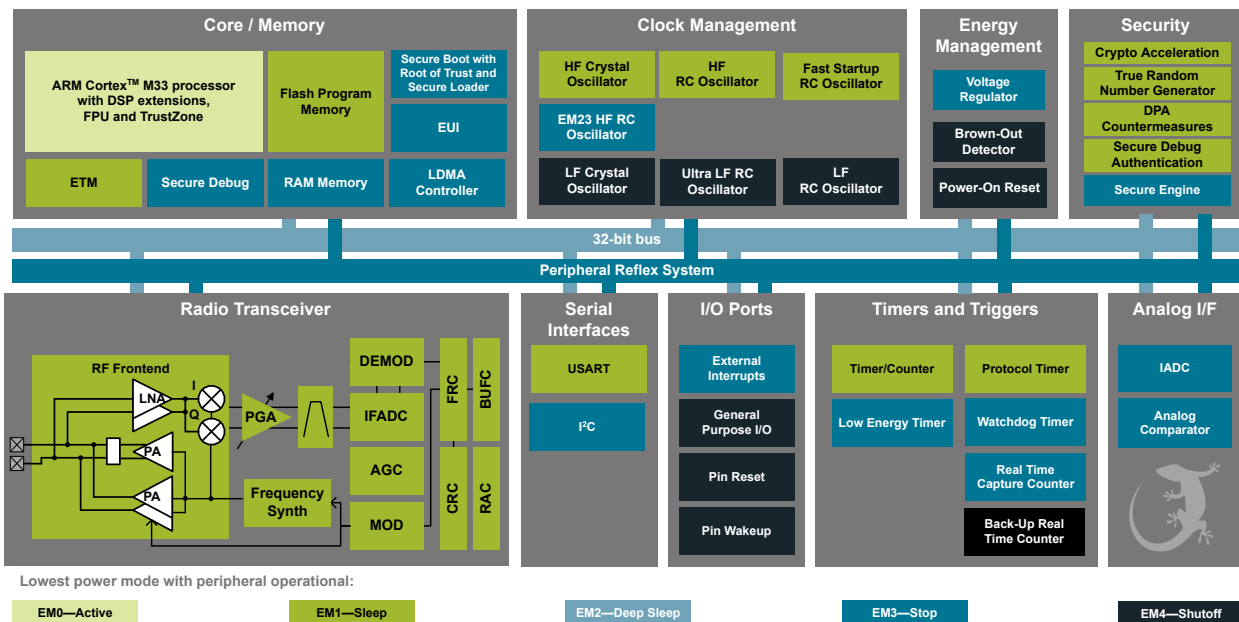 Core / Memory
ARM Cortex™ M33 processor
with DSP extensions,
FPU and TrustZone
Flash Program
Memory
Secure Boot with
Root of Trust and
Secure Loader
EUI
ETM
Secure Debug
RAM Memory
LDMA
Controller
Clock Management
HF Crystal
Oscillator
HF
RC Oscillator
Fast Startup
RC Oscillator
EM23 HF RC
Oscillator
LF Crystal
Oscillator
Ultra LF RC
Oscillator
LF
RC Oscillator
Energy
Management
Voltage
Regulator
Brown-Out
Detector
Power-On Reset
Security
Crypto Acceleration
True Random
Number Generator
DPA
Countermeasures
Secure Debug
Authentication
Secure Engine
32-bit bus
Peripheral Reflex System
Radio Transceiver
RF Frontend
LNA
I
Q
PA
PA
PGA
Frequency
Synth
DEMOD
IFADC
AGC
MOD
FRC
BUFC
CRC
RAC
Serial
Interfaces
USART
I²C
I/O Ports
External
Interrupts
General
Purpose I/O
Pin Reset
Pin Wakeup
Timers and Triggers
Timer/Counter
Protocol Timer
Low Energy Timer
Watchdog Timer
Real Time
Capture Counter
Back-Up Real
Time Counter
Analog I/F
IADC
Analog
Comparator
Lowest power mode with peripheral operational:
EM0—Active
EM1—Sleep
EM2—Deep Sleep
EM3—Stop
EM4—Shutoff